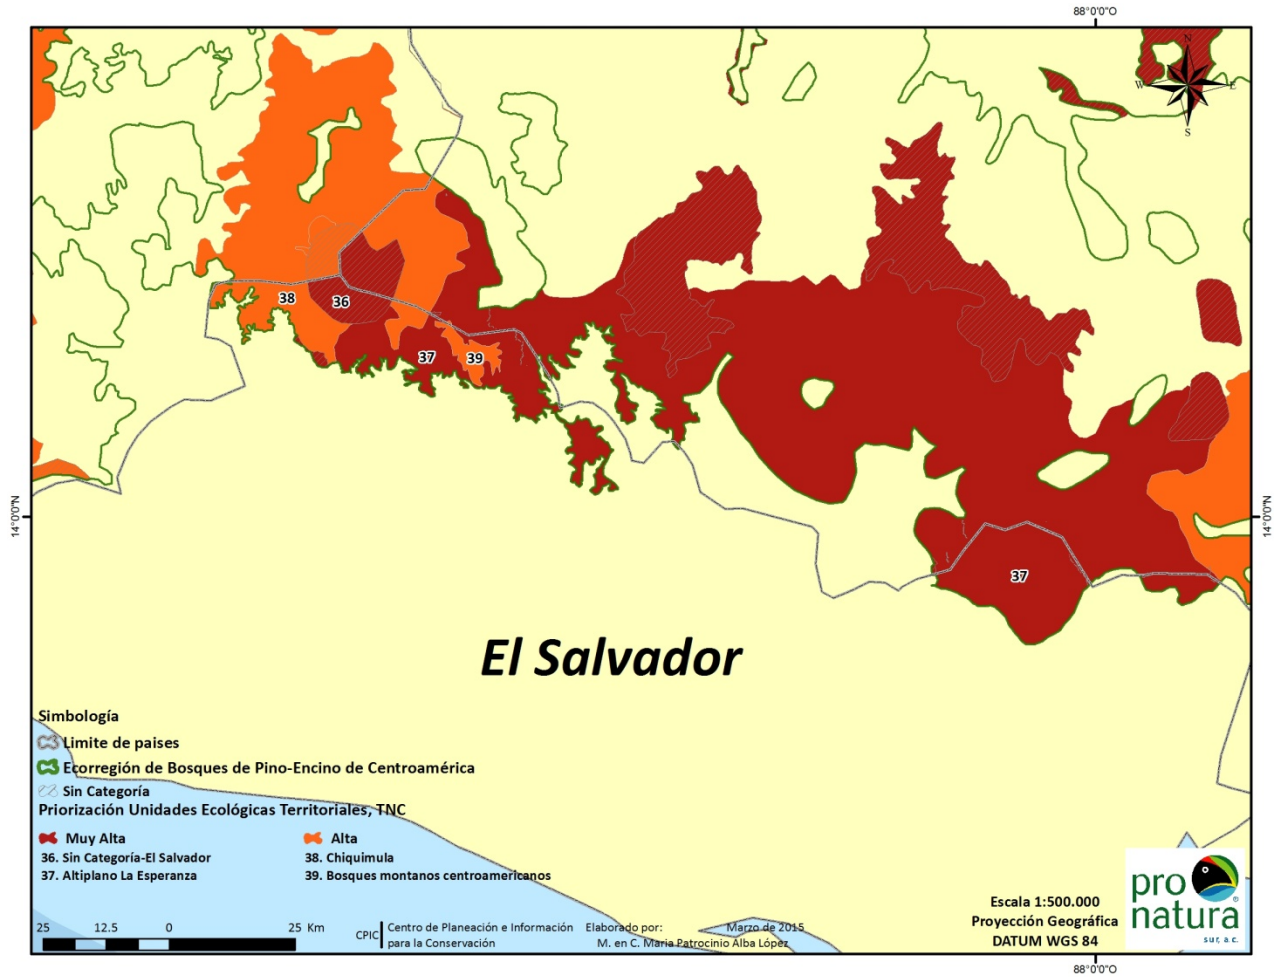 88°0'0"O
N
W
E
S
38
36
37
39
14°0'0"N
14°0'0"N
37
El Salvador
Simbología
Limite de paises
Ecorregión de Bosques de Pino-Encino de Centroamérica
Sin Categoría
Priorización Unidades Ecológicas Territoriales, TNC
Muy Alta
Alta
36. Sin Categoría-El Salvador
38. Chiquimula
37. Altiplano La Esperanza
39. Bosques montanos centroamericanos
25 12.5 0 25 Km
CPIC
Centro de Planeación e Información
para la Conservación
Elaborado por: Marzo de 2015
M. en C. Maria Patrocinio Alba López
Escala 1:500.000
Proyección Geográfica
DATUM WGS 84
pro
natura®
sur, a.c.
88°0'0"O